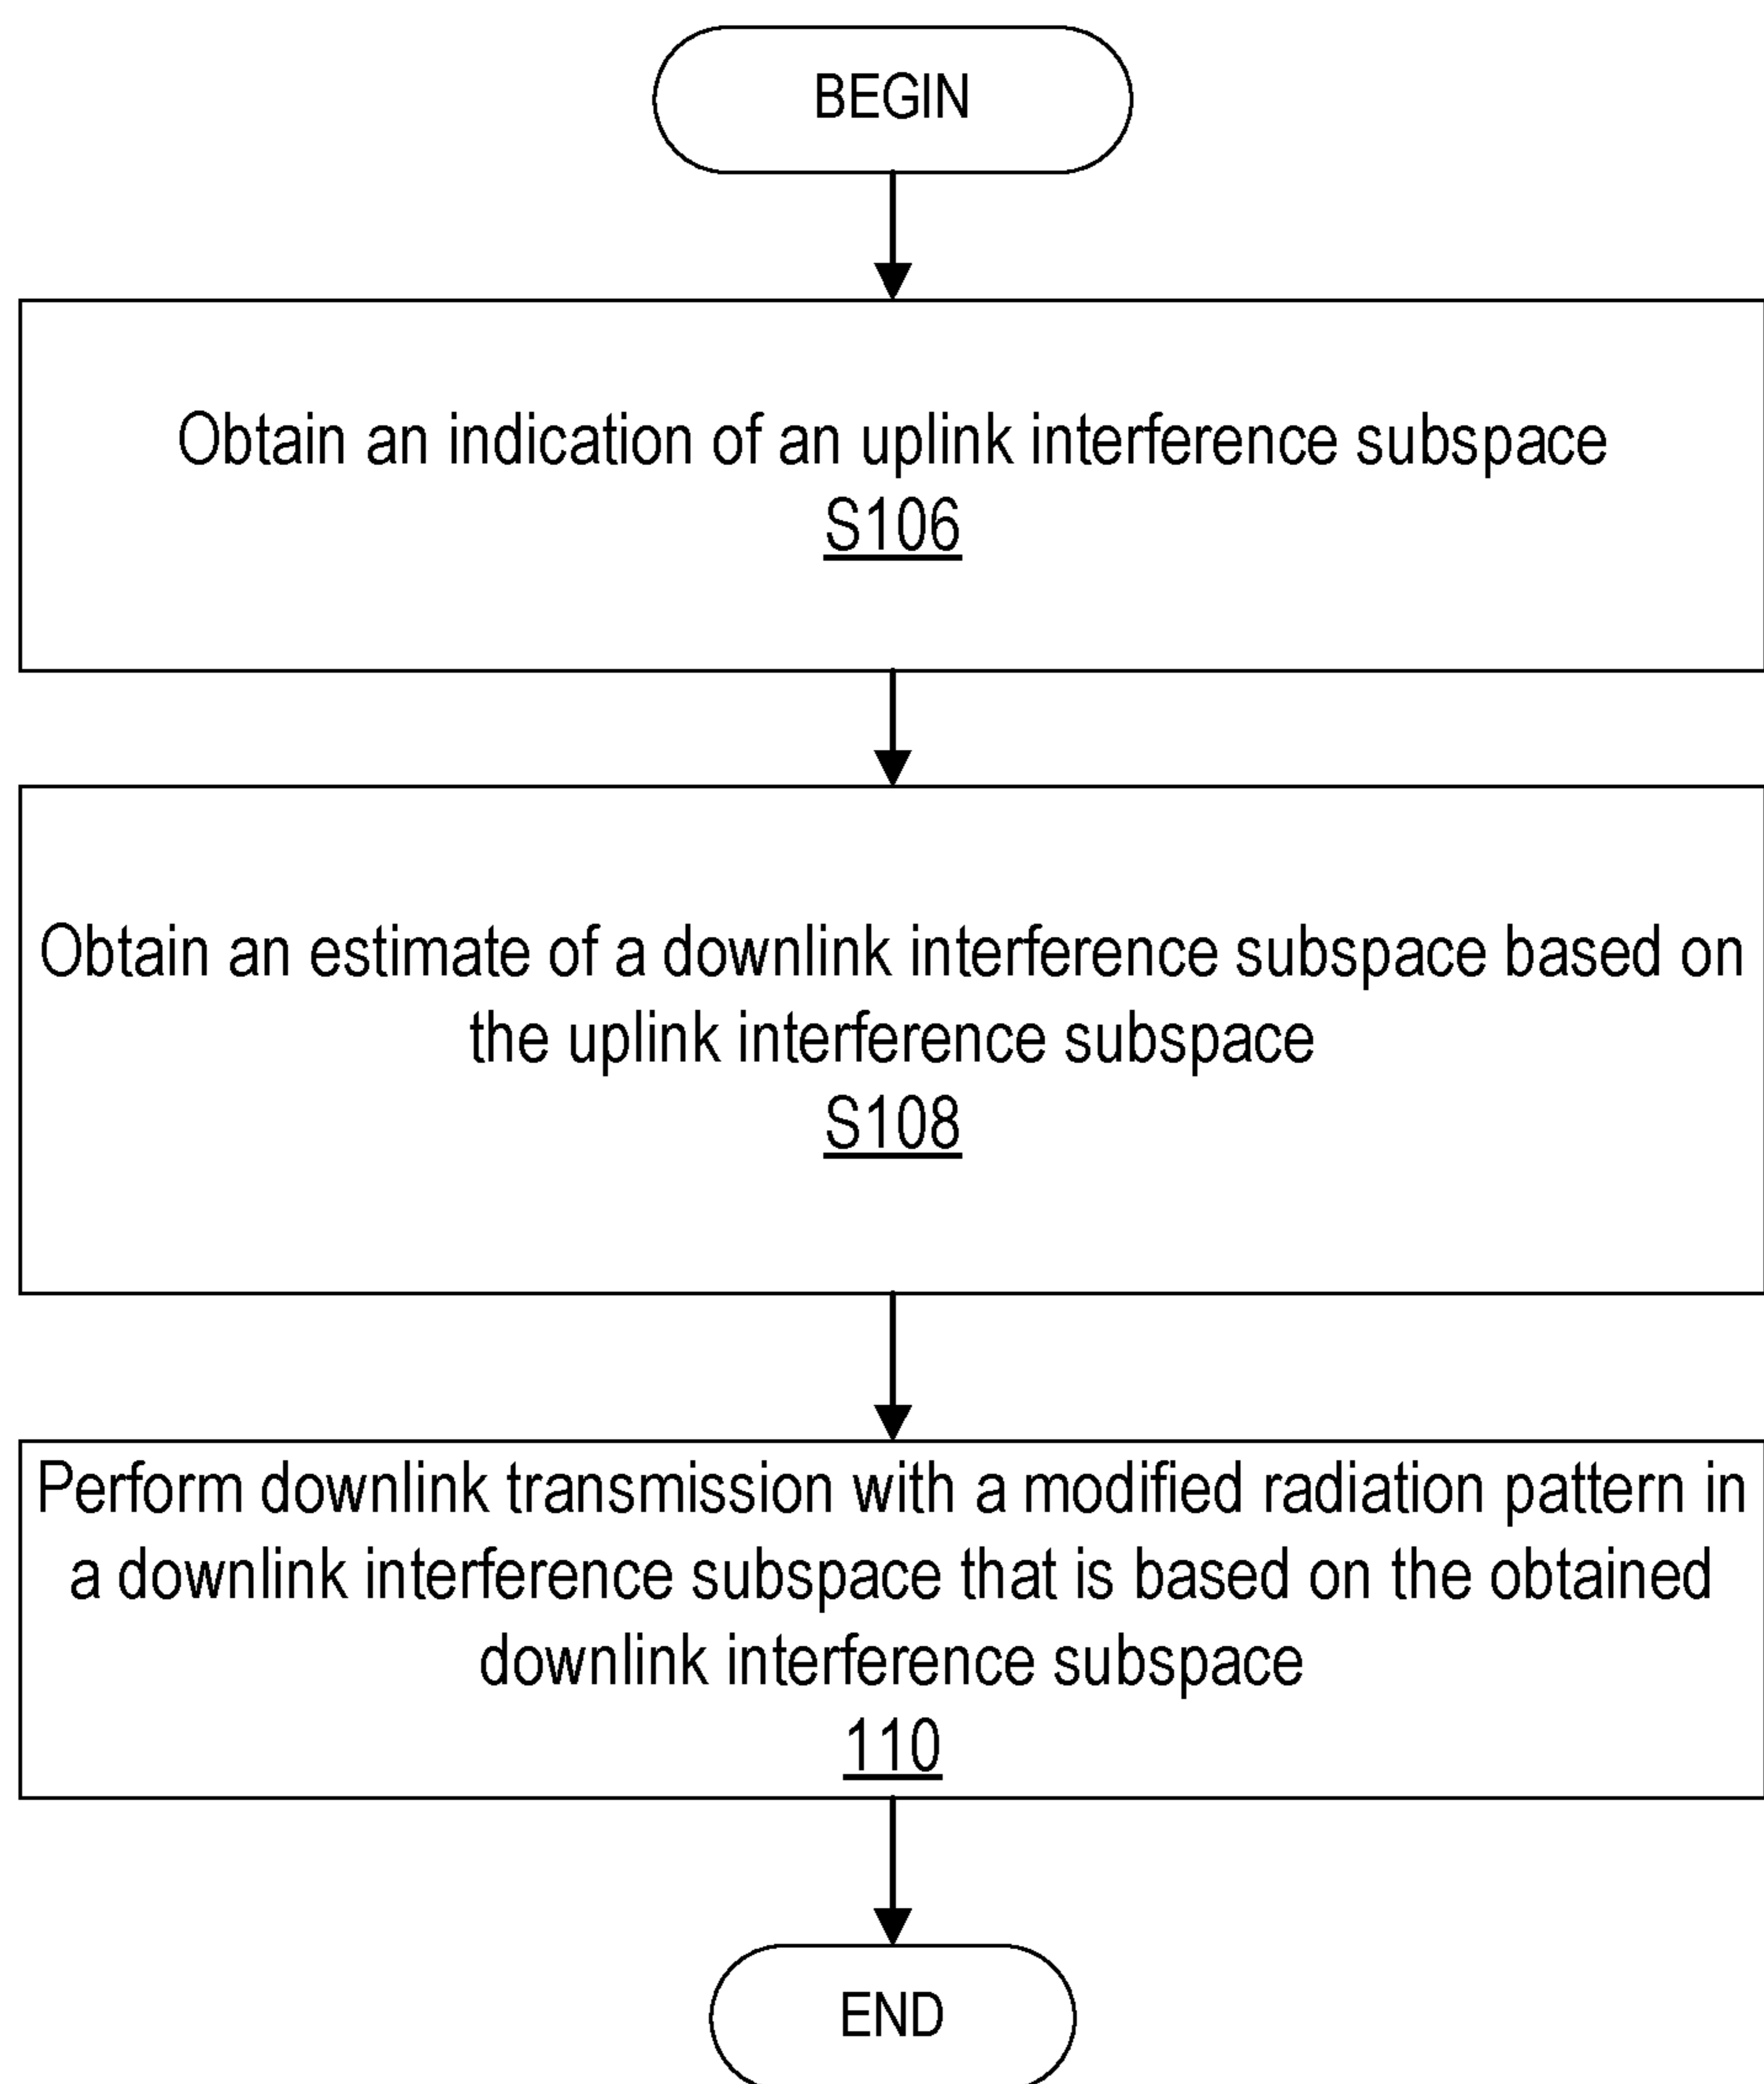 BEGIN
Obtain an indication of an uplink interference subspace
S106
Obtain an estimate of a downlink interference subspace based on
the uplink interference subspace
S108
Perform downlink transmission with a modified radiation pattern in
a downlink interference subspace that is based on the obtained
downlink interference subspace
110
END